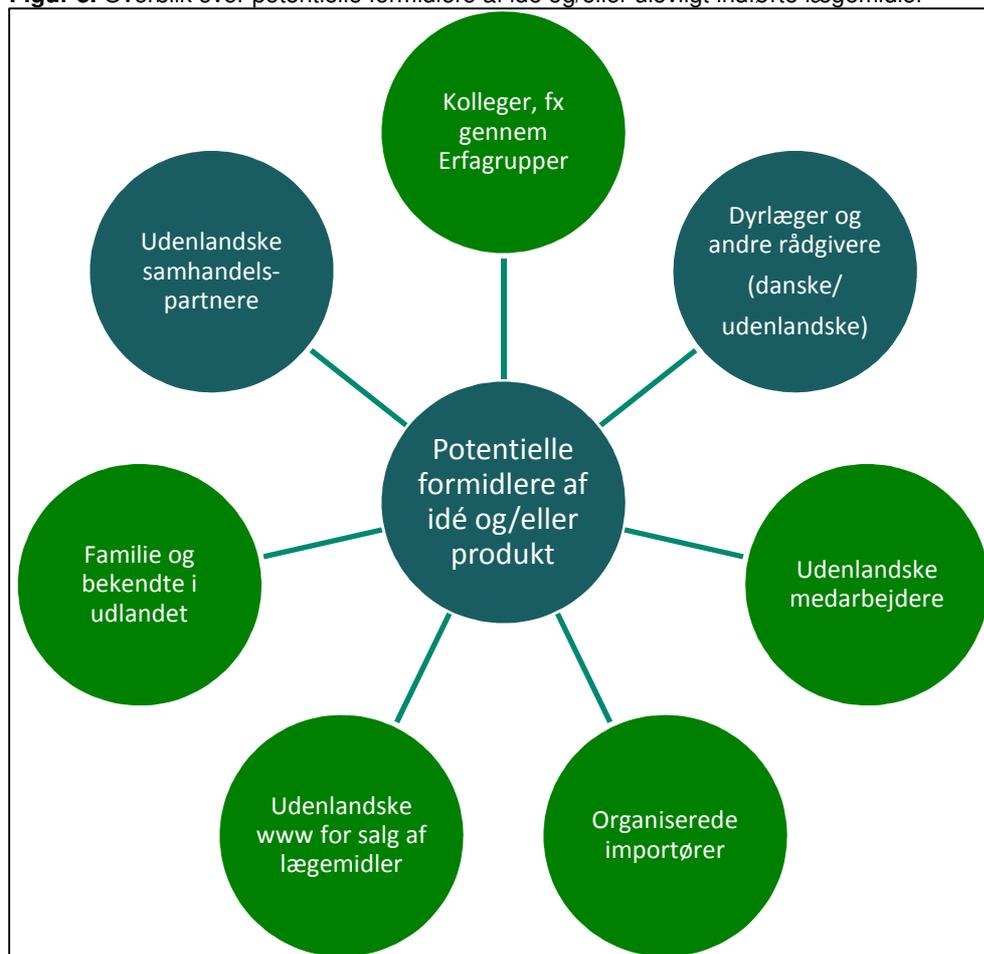 Overblik over potentielle formidlere af idé og/eller ulovligt indførte lægemidler
Kolleger, fx
gennem
Erfagrupper
Dyrlæger og
andre rådgivere
(danske/
udenlandske)
Udenlandske
medarbejdere
Organiserede
importører
Udenlandske
www for salg af
lægemidler
Familie og
bekendte i
udlandet
Udenlandske
samhandels-
partnere
Potentielle
formidlere af
idé og/eller
produkt